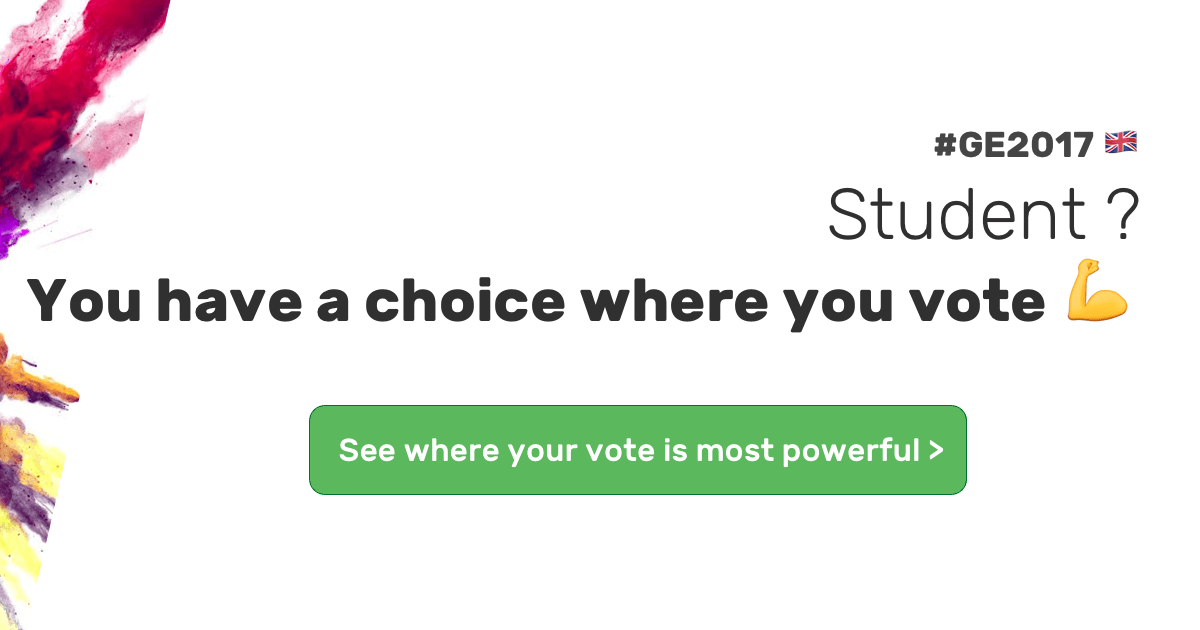 #GE2017 🇬🇧
Student ?
You have a choice where you vote 💪
See where your vote is most powerful >